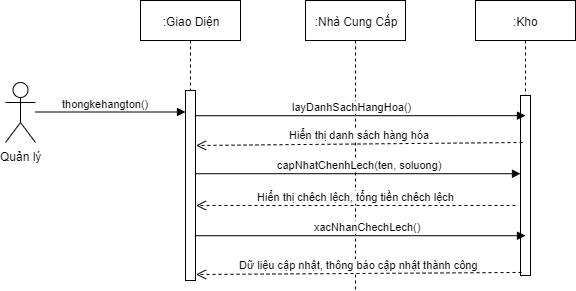 :Giao Diện
:Nhà Cung Cấp
:Kho
thongkehangton()
Quản lý
layDanhSachHangHoa()
Hiển thị danh sách hàng hóa
capNhatChenhLech(ten, soluong)
Hiển thị chêch lệch, tổng tiền chêch lệch
xacNhanChechLech()
Dữ liệu cập nhật, thông báo cập nhật thành công